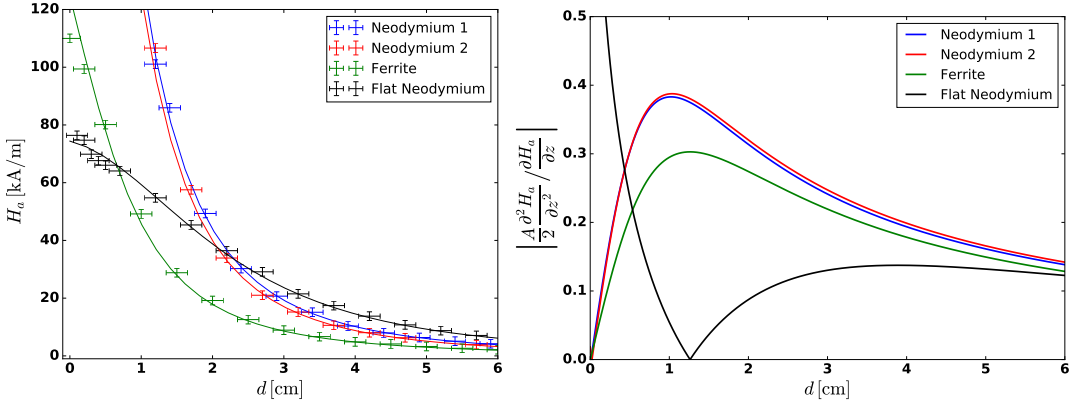 H_a [kA/m]
120
100
80
60
40
20
0
0 1 2 3 4 5 6
d [cm]
Neodymium 1
Neodymium 2
Ferrite
Flat Neodymium
|A/2 ∂²H_a/∂z² / ∂H_a/∂z|
0.5
0.4
0.3
0.2
0.1
0.0
0 1 2 3 4 5 6
d [cm]
Neodymium 1
Neodymium 2
Ferrite
Flat Neodymium